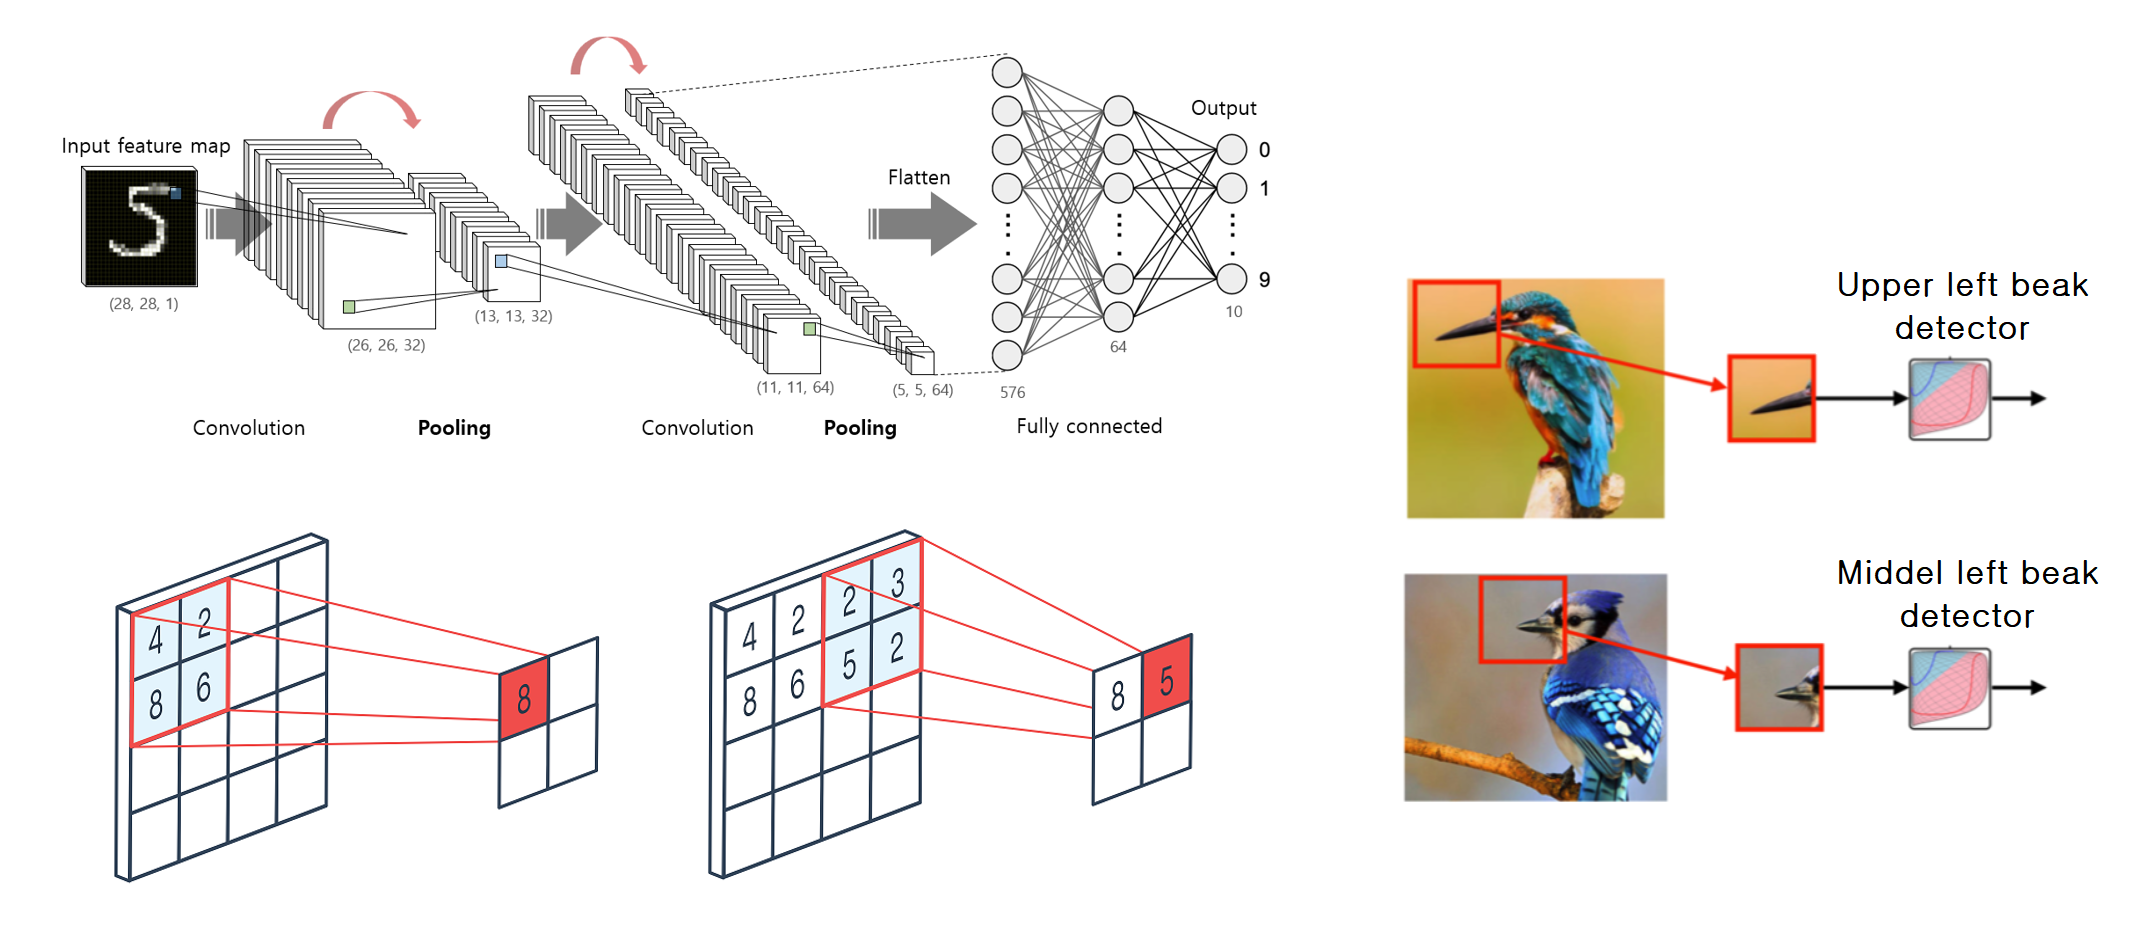 Input feature map
(28, 28, 1)
(26, 26, 32)
(13, 13, 32)
(11, 11, 64)
(5, 5, 64)
Flatten
576
64
Output
0
1
9
10
Convolution
Pooling
Convolution
Pooling
Fully connected
4 2
8 6
8
4 2 2 3
8 6 5 2
8 5
Upper left beak
detector
Middel left beak
detector